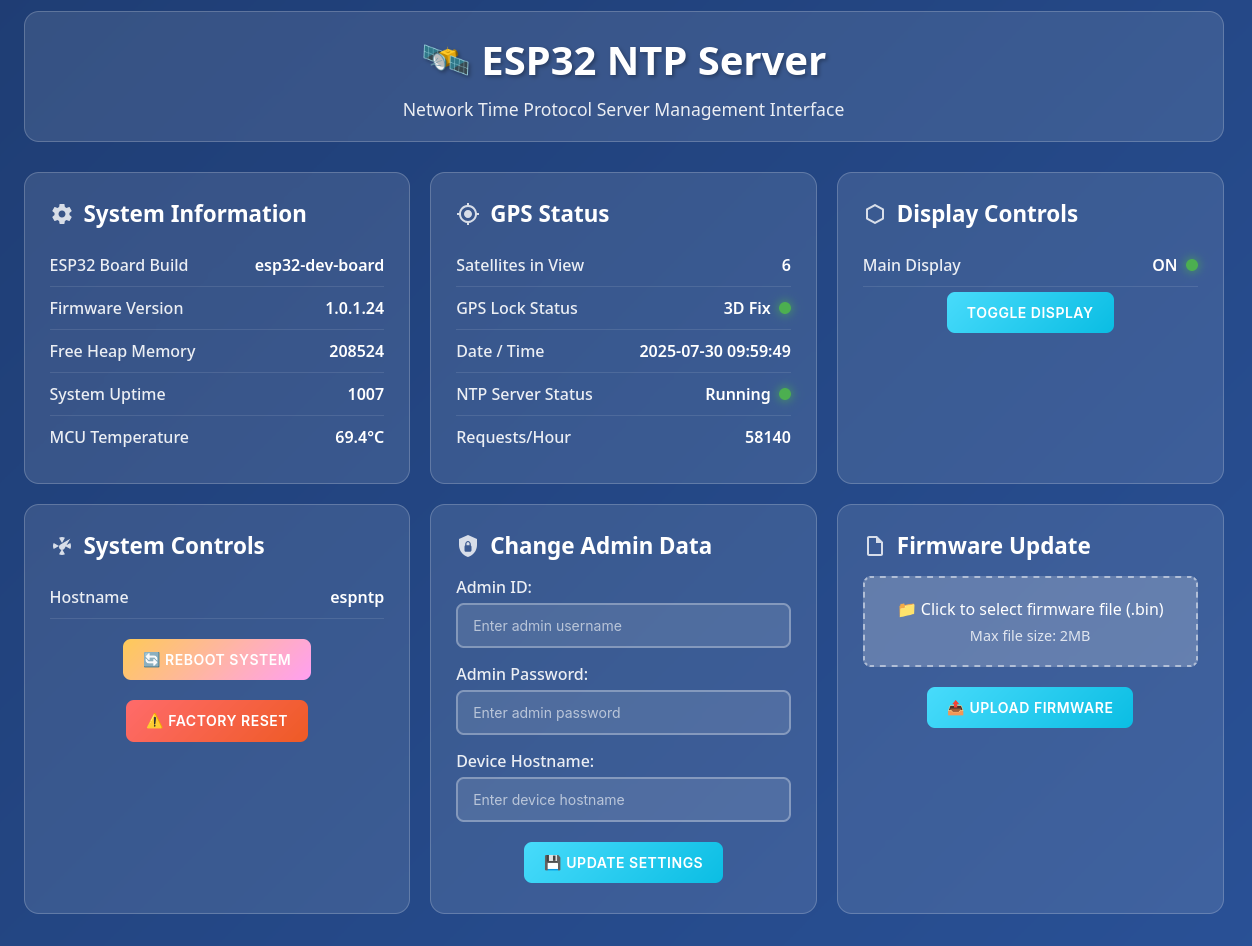 🛰️ ESP32 NTP Server
Network Time Protocol Server Management Interface
System Information
ESP32 Board Build esp32-dev-board
Firmware Version 1.0.1.24
Free Heap Memory 208524
System Uptime 1007
MCU Temperature 69.4°C
GPS Status
Satellites in View 6
GPS Lock Status 3D Fix
Date / Time 2025-07-30 09:59:49
NTP Server Status Running
Requests/Hour 58140
Display Controls
Main Display ON
TOGGLE DISPLAY
System Controls
Hostname espntp
🔄 REBOOT SYSTEM
⚠️ FACTORY RESET
Change Admin Data
Admin ID:
Enter admin username
Admin Password:
Enter admin password
Device Hostname:
Enter device hostname
💾 UPDATE SETTINGS
Firmware Update
📁 Click to select firmware file (.bin)
Max file size: 2MB
📤 UPLOAD FIRMWARE